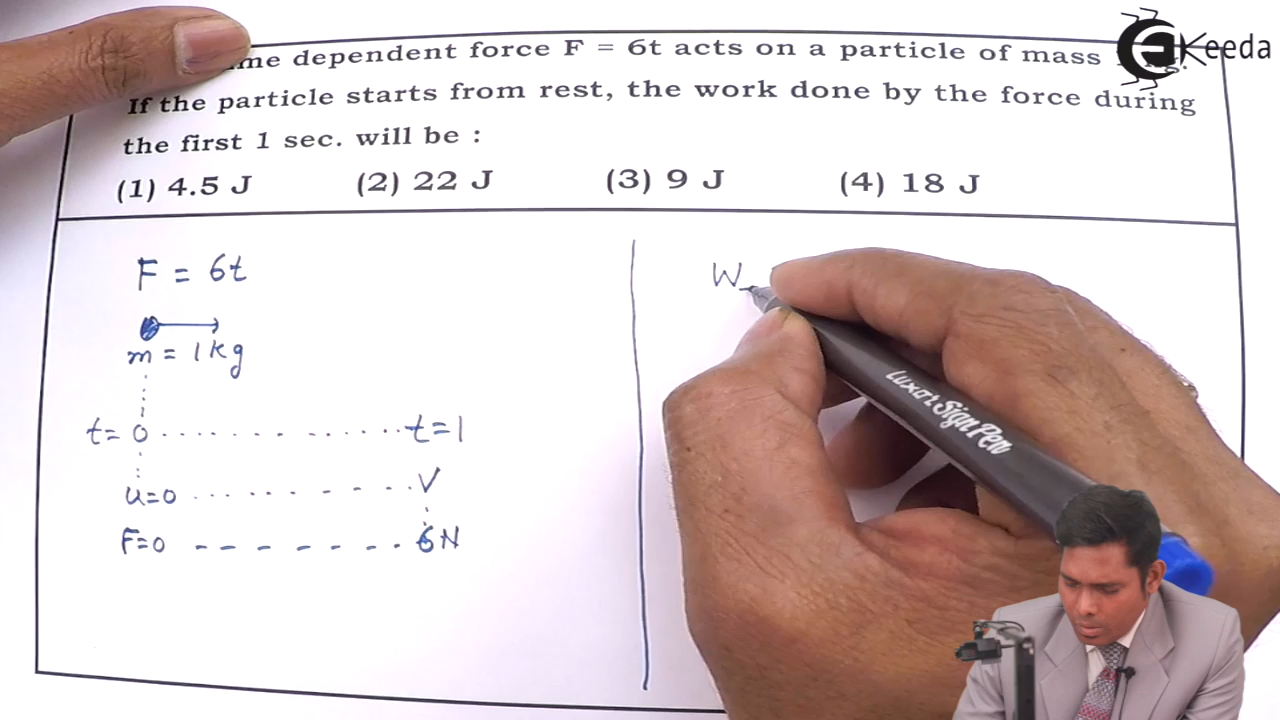 dependent force F = 6t acts on a particle of mass
If the particle starts from rest, the work done by the force during
the first 1 sec. will be :
(1) 4.5 J (2) 22 J (3) 9 J (4) 18 J
F = 6t
m = 1kg
t= 0 ........ t=1
u=0 ........ V
F=0 -------- 6N
W
Luxor Sign Pen
Keeda